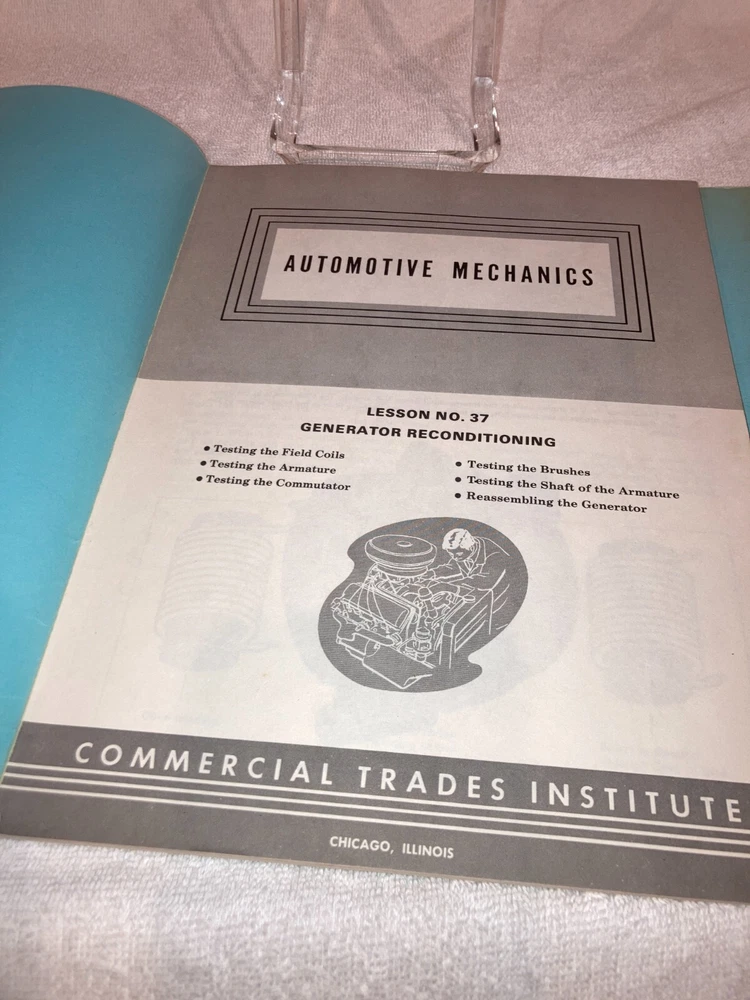 AUTOMOTIVE MECHANICS
LESSON NO. 37
GENERATOR RECONDITIONING
• Testing the Field Coils
• Testing the Armature
• Testing the Commutator
• Testing the Brushes
• Testing the Shaft of the Armature
• Reassembling the Generator
COMMERCIAL TRADES INSTITUTE
CHICAGO, ILLINOIS